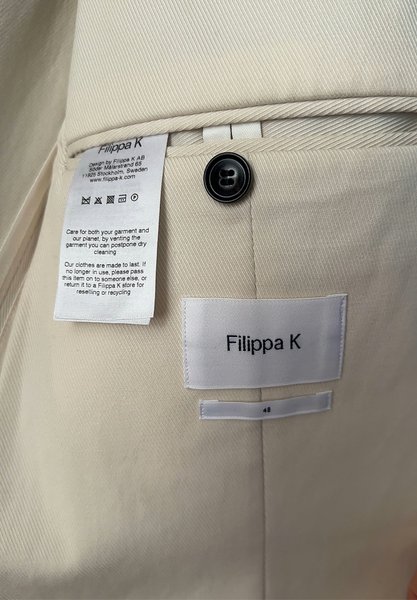 Filippa K
Design by Filippa K AB
Söder Mälarstrand 65
11825 Stockholm, Sweden
www.filippa-k.com
Care for both your garment and
our planet, by venting the
garment you can postpone dry
cleaning
Our clothes are made to last. If
no longer in use, please pass
this item on to someone else, or
return it to a Filippa K store for
reselling or recycling
Filippa K
48